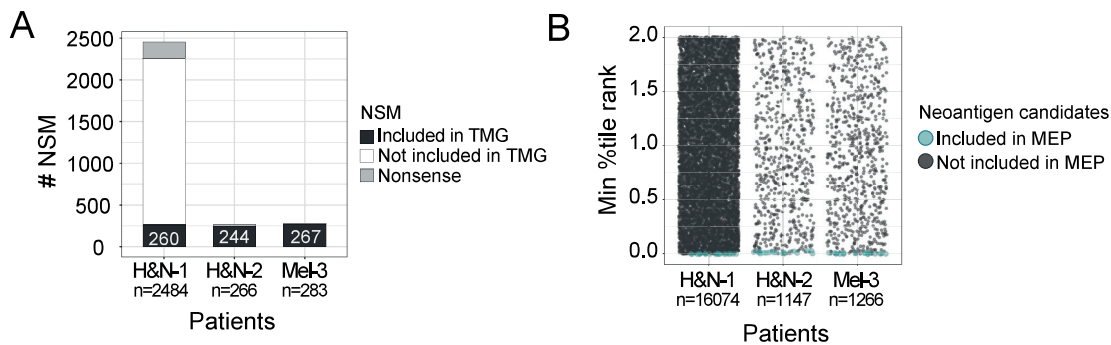 A
# NSM
2500
2000
1500
1000
500
0
260
244
267
H&N-1
H&N-2
Mel-3
n=2484
n=266
n=283
Patients
NSM
Included in TMG
Not included in TMG
Nonsense
B
Min %tile rank
2.0
1.5
1.0
0.5
0.0
H&N-1
H&N-2
Mel-3
n=16074
n=1147
n=1266
Patients
Neoantigen candidates
Included in MEP
Not included in MEP